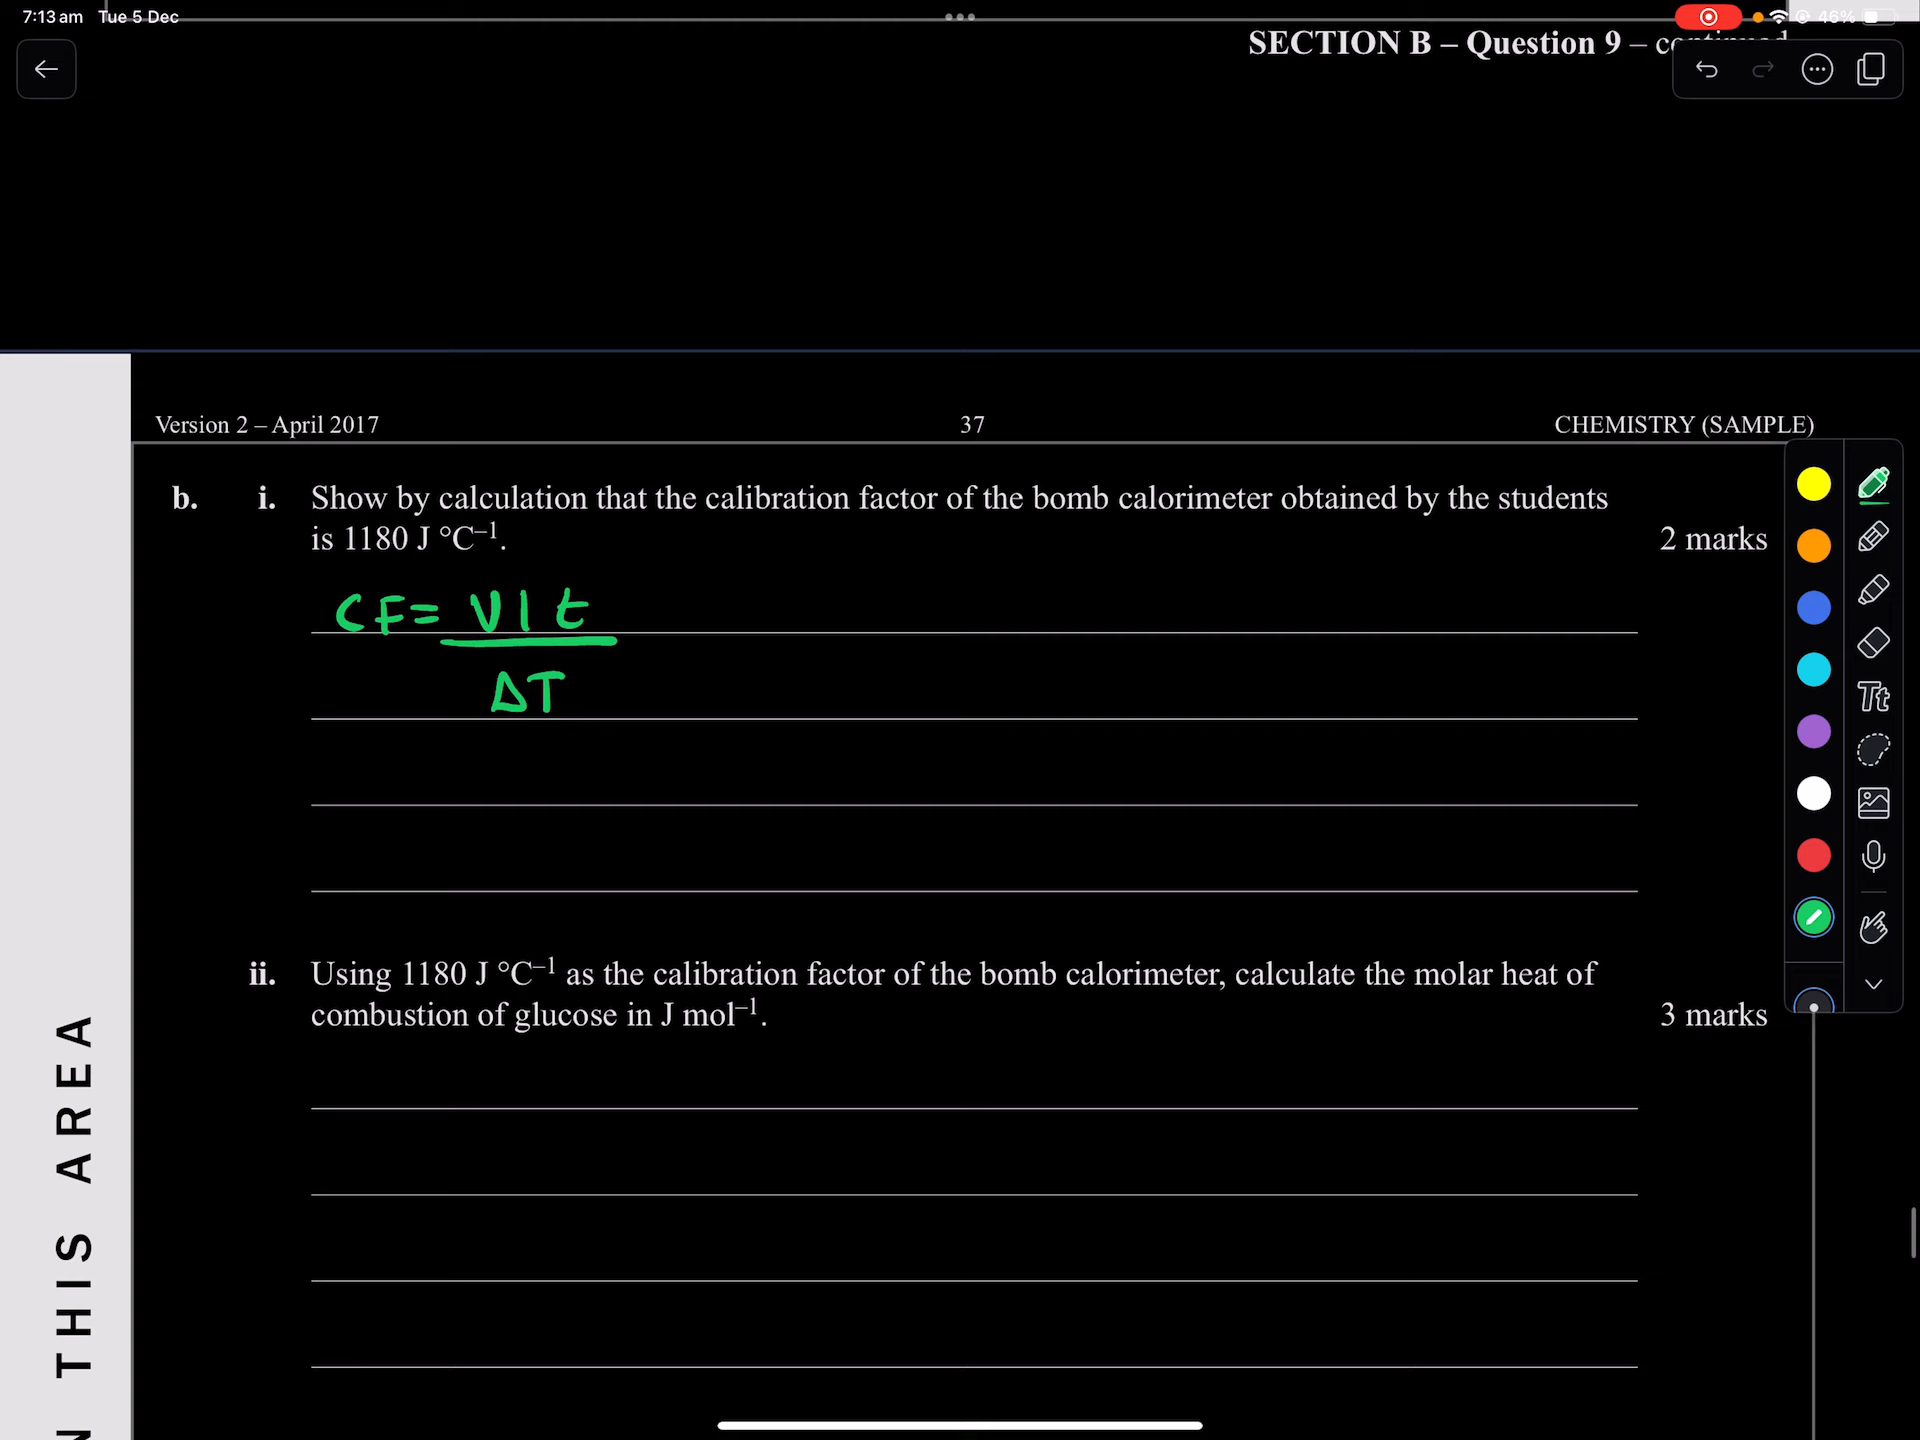 7:13 am Tue 5 Dec
46%
SECTION B – Question 9 – continued
Version 2 – April 2017 37 CHEMISTRY (SAMPLE)
b. i. Show by calculation that the calibration factor of the bomb calorimeter obtained by the students
is 1180 J °C⁻¹. 2 marks
CF = VIt
ΔT
Tt
ii. Using 1180 J °C⁻¹ as the calibration factor of the bomb calorimeter, calculate the molar heat of
combustion of glucose in J mol⁻¹. 3 marks
THIS AREA